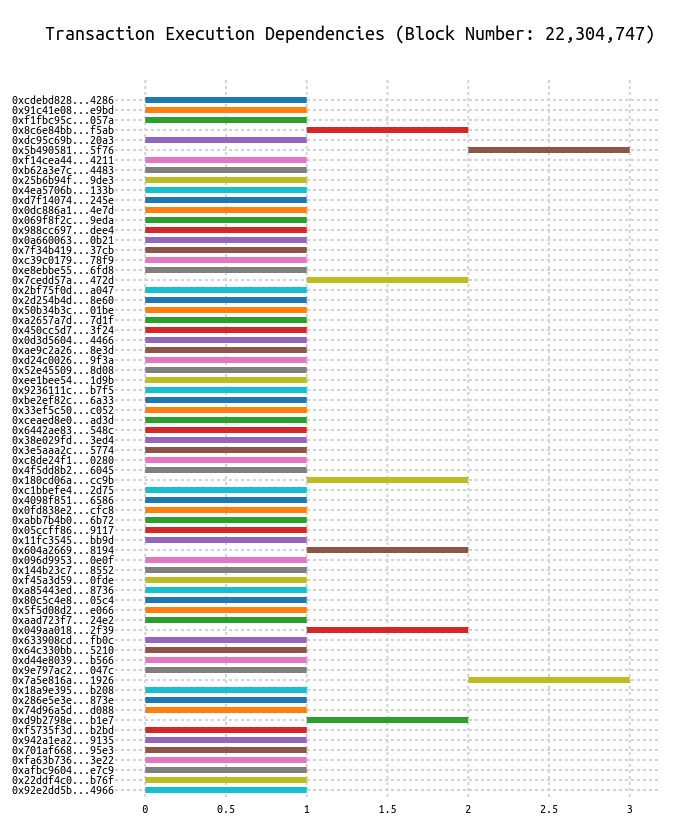 Transaction Execution Dependencies (Block Number: 22,304,747)
0xcdebd828...4286
0x91c41e08...e9bd
0xf1fbc95c...057a
0x8c6e84bb...f5ab
0xdc95c69b...20a3
0x5b490581...5f76
0xf14cea44...4211
0xb62a3e7c...4483
0x25b6b94f...9de3
0x4ea5706b...133b
0xd7f14074...245e
0x0dc886a1...4e7d
0x069f8f2c...9eda
0x988cc697...dee4
0x0a660063...0b21
0x7f34b419...37cb
0xc39c0179...78f9
0xe8ebbe55...6fd8
0x7cedd57a...472d
0x2bf75f0d...a047
0x2d254b4d...8e60
0x50b34b3c...01be
0xa2657a7d...7d1f
0x450cc5d7...3f24
0x0d3d5604...4466
0xae9c2a26...8e3d
0xd24c0026...9f3a
0x52e45509...8d08
0xee1bee54...1d9b
0x9236111c...b7f5
0xbe2ef82c...6a33
0x33ef5c50...c052
0xceaed8e0...ad3d
0x6442ae83...548c
0x38e029fd...3ed4
0x3e5aaa2c...5774
0xc8de24f1...0280
0x4f5dd8b2...6045
0x180cd06a...cc9b
0xc1bbefe4...2d75
0x4098f851...6586
0x0fd838e2...cfc8
0xabb7b4b0...6b72
0x05ccff86...9117
0x11fc3545...bb9d
0x604a2669...8194
0x096d9953...0e0f
0x144b23c7...8552
0xf45a3d59...0fde
0xa85443ed...8736
0x80c5c4e8...05c4
0x5f5d08d2...e066
0xaad723f7...24e2
0x049aa018...2f39
0x633908cd...fb0c
0x64c330bb...5210
0xd44e8039...b566
0x9e797ac2...047c
0x7a5e816a...1926
0x18a9e395...b208
0x286e5e3e...873e
0x74d96a5d...d088
0xd9b2798e...b1e7
0xf5735f3d...b2bd
0x942a1ea2...9135
0x701af668...95e3
0xfa63b736...3e22
0xafbc9604...e7c9
0x22ddf4c0...b76f
0x92e2dd5b...4966
0 0.5 1 1.5 2 2.5 3